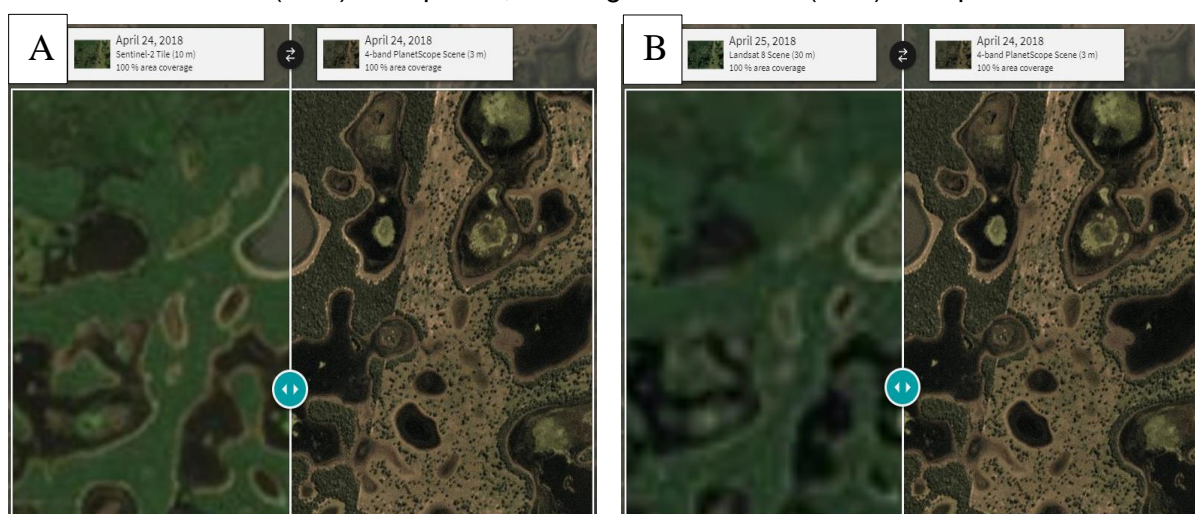 A
April 24, 2018
Sentinel-2 Tile (10 m)
100 % area coverage
April 24, 2018
4-band PlanetScope Scene (3 m)
100 % area coverage
B
April 25, 2018
Landsat 8 Scene (30 m)
100 % area coverage
April 24, 2018
4-band PlanetScope Scene (3 m)
100 % area coverage